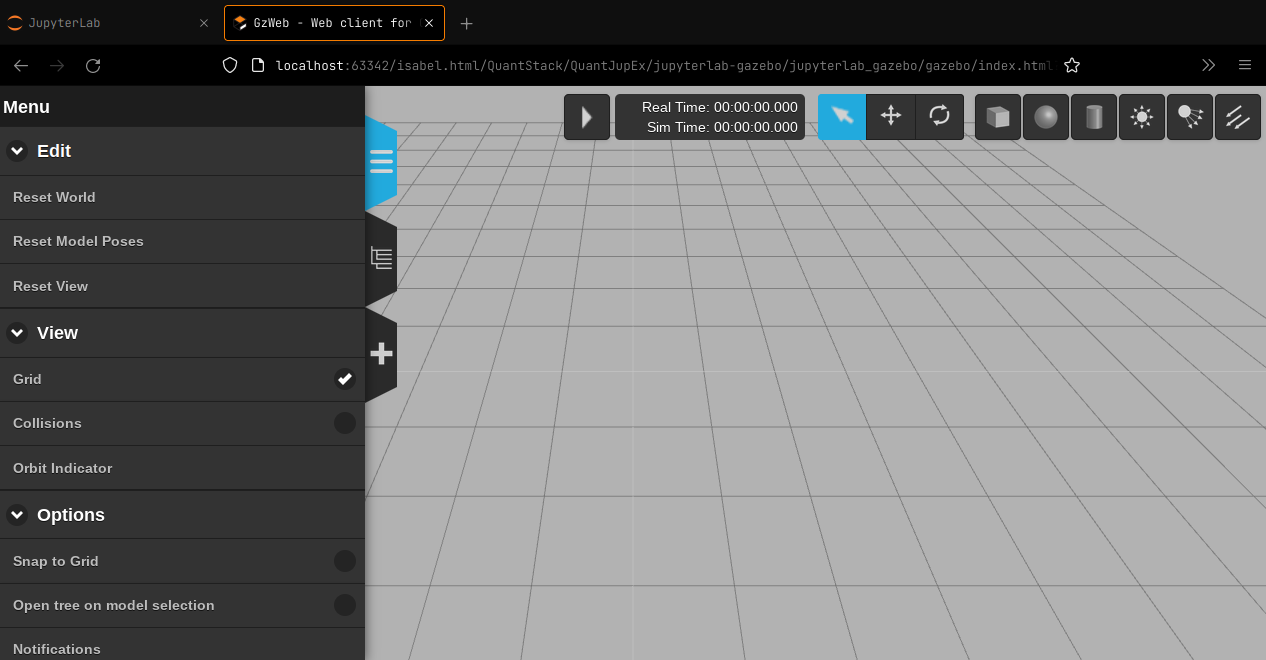 JupyterLab
GzWeb - Web client for
localhost:63342/isabel.html/QuantStack/QuantJupEx/jupyterlab-gazebo/jupyterlab_gazebo/gazebo/index.html
Menu
Real Time: 00:00:00.000
Sim Time: 00:00:00.000
Edit
Reset World
Reset Model Poses
Reset View
View
Grid
Collisions
Orbit Indicator
Options
Snap to Grid
Open tree on model selection
Notifications